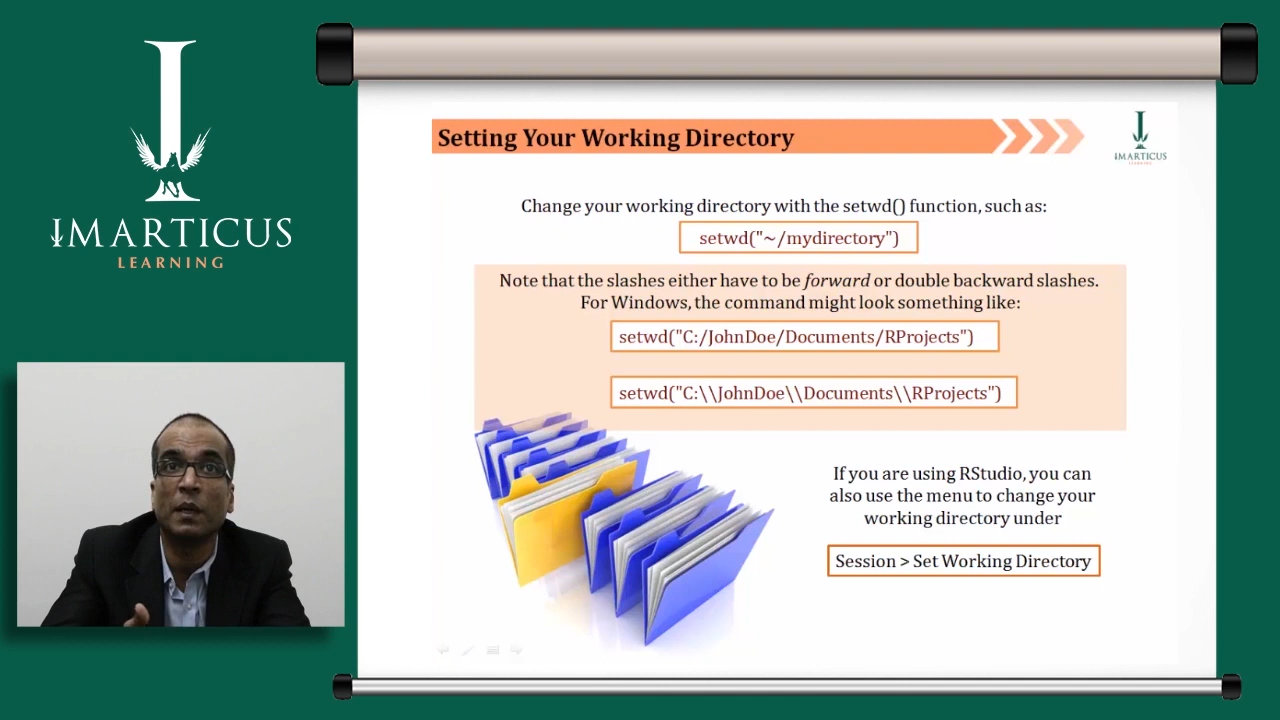 IMARTICUS
LEARNING
Setting Your Working Directory
IMARTICUS
LEARNING
Change your working directory with the setwd() function, such as:
setwd("~/mydirectory")
Note that the slashes either have to be forward or double backward slashes.
For Windows, the command might look something like:
setwd("C:/JohnDoe/Documents/RProjects")
setwd("C:\\JohnDoe\\Documents\\RProjects")
If you are using RStudio, you can
also use the menu to change your
working directory under
Session > Set Working Directory